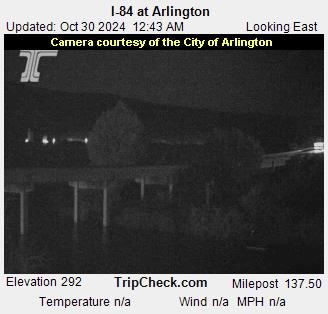 I-84 at Arlington
Updated: Oct 30 2024 12:43 AM Looking East
Camera courtesy of the City of Arlington
Elevation 292 TripCheck.com Milepost 137.50
Temperature n/a Wind n/a MPH n/a